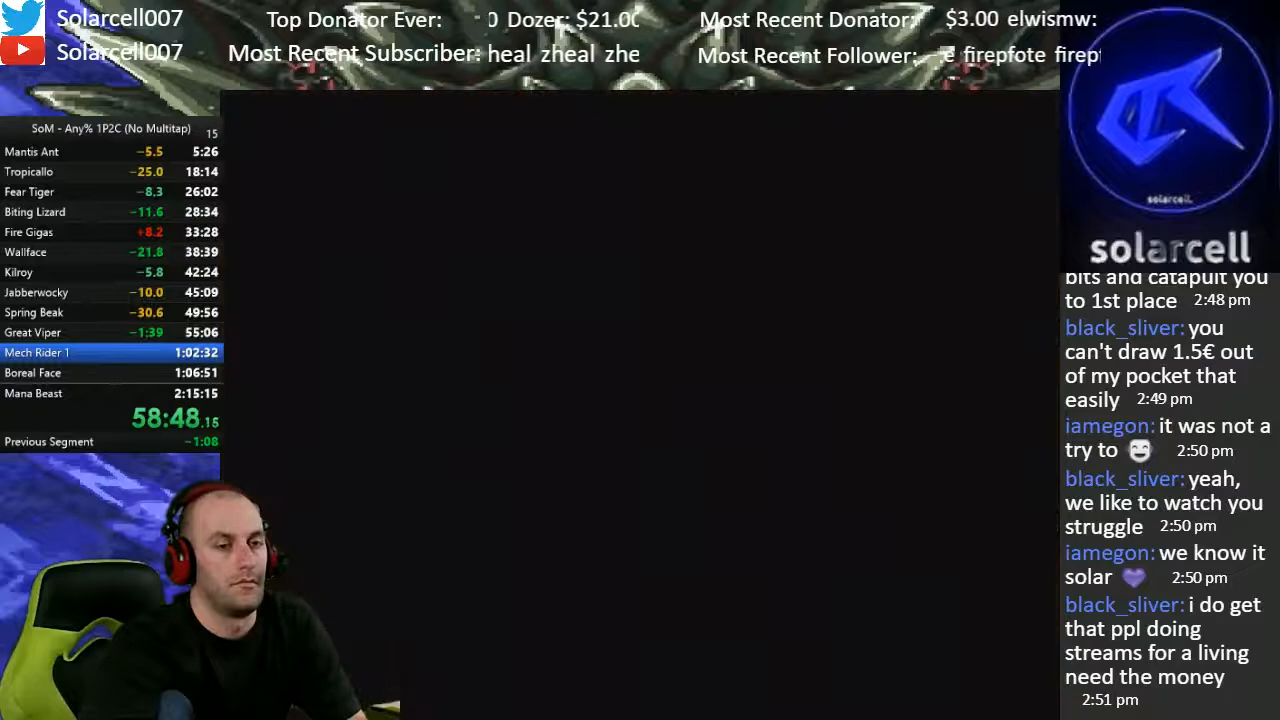 Solarcell007
Top Donator Ever:
0 Dozer: $21.00
Most Recent Donator:
$3.00 elwismw:
Solarcell007
Most Recent Subscriber:
heal zheal zhe
Most Recent Follower:
firepfote firep
SoM - Any% 1P2C (No Multitap) 15
Mantis Ant −5.5 5:26
Tropicallo −25.0 18:14
Fear Tiger −8.3 26:02
Biting Lizard −11.6 28:34
Fire Gigas +8.2 33:28
Wallface −21.8 38:39
Kilroy −5.8 42:24
Jabberwocky −10.0 45:09
Spring Beak −30.6 49:56
Great Viper −1:39 55:06
Mech Rider 1 1:02:32
Boreal Face 1:06:51
Mana Beast 2:15:15
58:48.15
Previous Segment −1:08
solarcell
solarcell
bits and catapult you
to 1st place 2:48 pm
black_sliver: you
can't draw 1.5€ out
of my pocket that
easily 2:49 pm
iamegon: it was not a
try to 2:50 pm
black_sliver: yeah,
we like to watch you
struggle 2:50 pm
iamegon: we know it
solar 2:50 pm
black_sliver: i do get
that ppl doing
streams for a living
need the money
2:51 pm